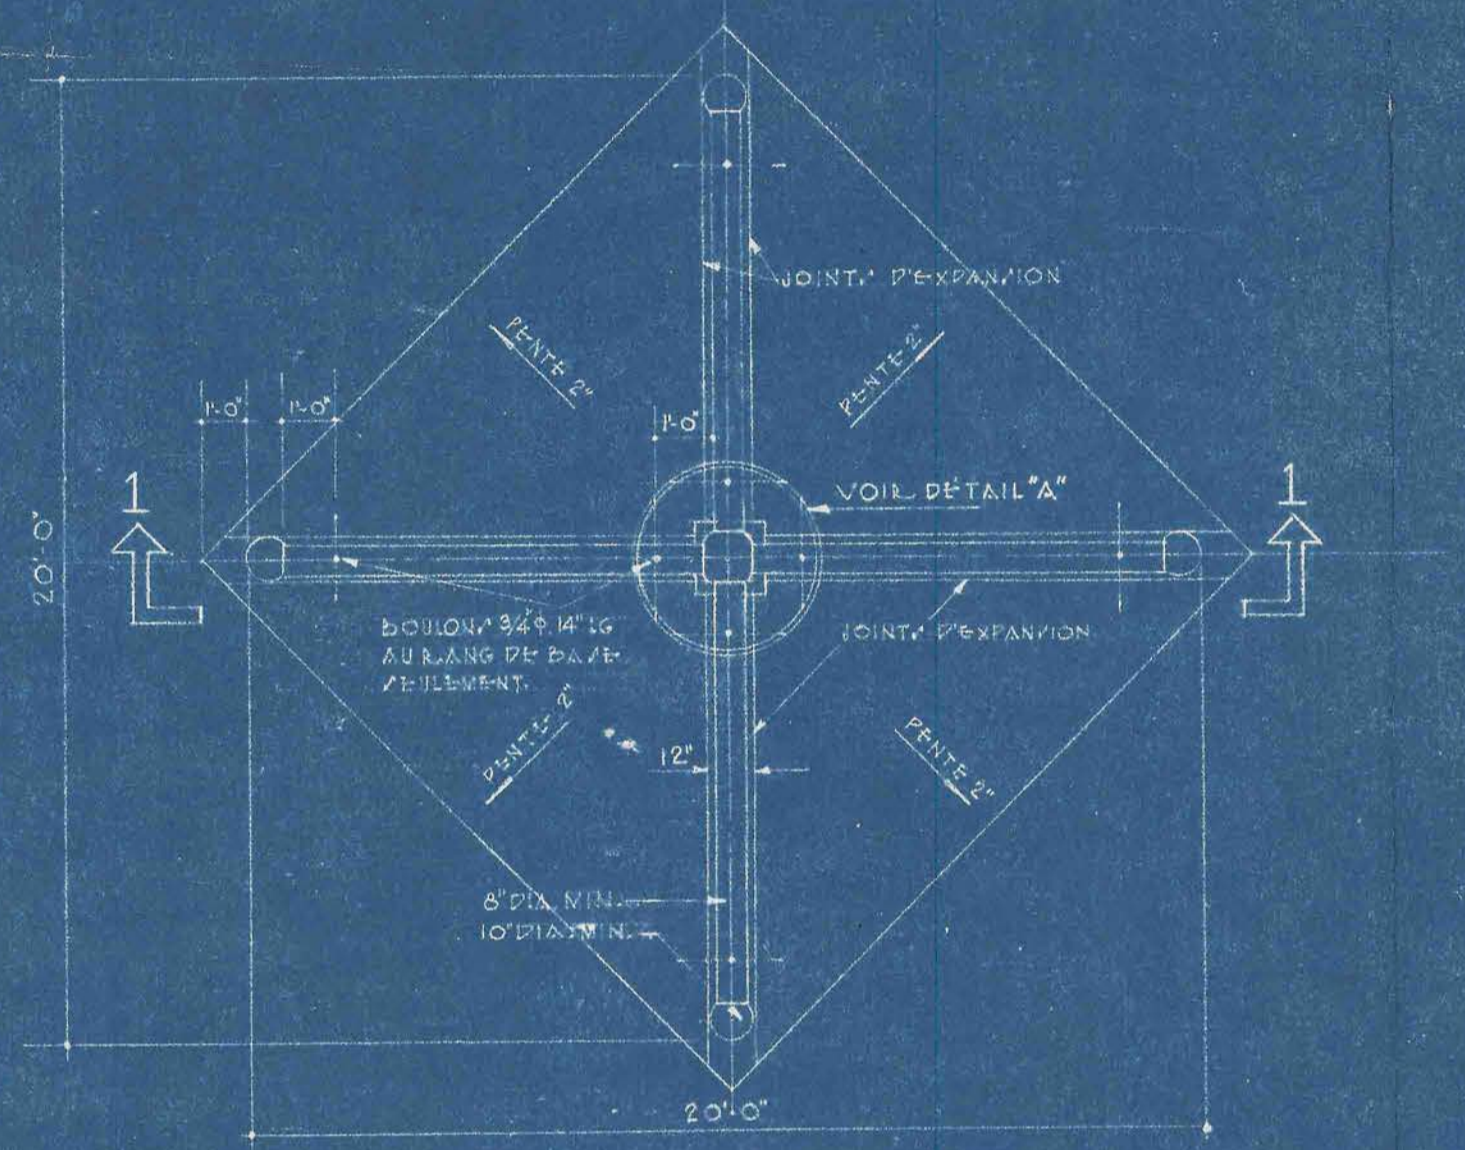 JOINTS D'EXPANSION
PENTE 2"
PENTE 2"
1'-0"
1'-0"
1'-0"
1
VOIR DÉTAIL "A"
1
20'-0"
BOULONS 3/4" φ 14" LG
AU RANG DE BASE
SEULEMENT.
JOINTS D'EXPANSION
PENTE 2"
12"
PENTE 2"
8" DIA. MIN.
10" DIA. MIN.
20'-0"